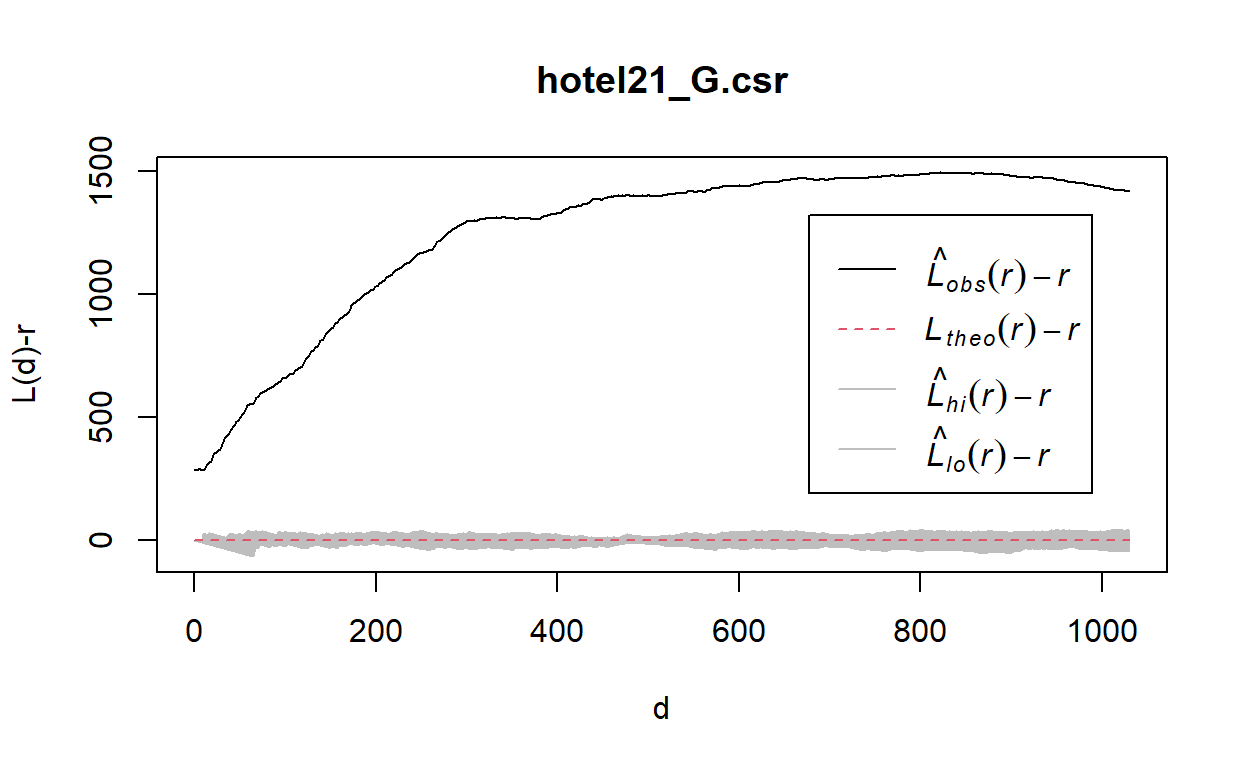 hotel21_G.csr
L(d)-r
1500
1000
500
0
L̂obs(r) − r
Ltheo(r) − r
L̂hi(r) − r
L̂lo(r) − r
0 200 400 600 800 1000
d